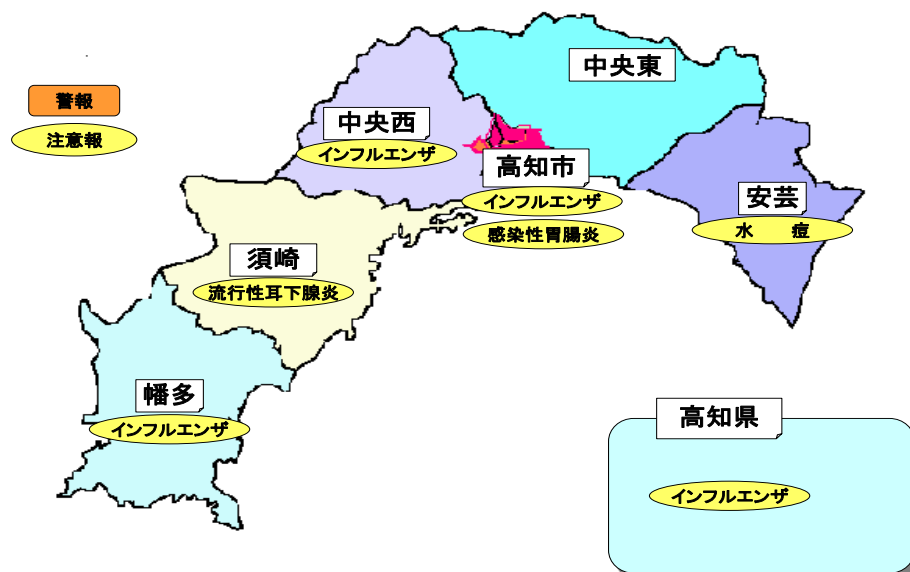 中央東
警報
注意報
中央西
インフルエンザ
高知市
インフルエンザ
感染性胃腸炎
安芸
水　痘
須崎
流行性耳下腺炎
幡多
インフルエンザ
高知県
インフルエンザ